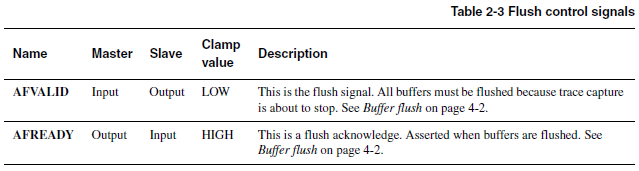 Table 2-3 Flush control signals
Name Master Slave Clamp value Description
AFVALID Input Output LOW This is the flush signal. All buffers must be flushed because trace capture
is about to stop. See Buffer flush on page 4-2.
AFREADY Output Input HIGH This is a flush acknowledge. Asserted when buffers are flushed. See
Buffer flush on page 4-2.